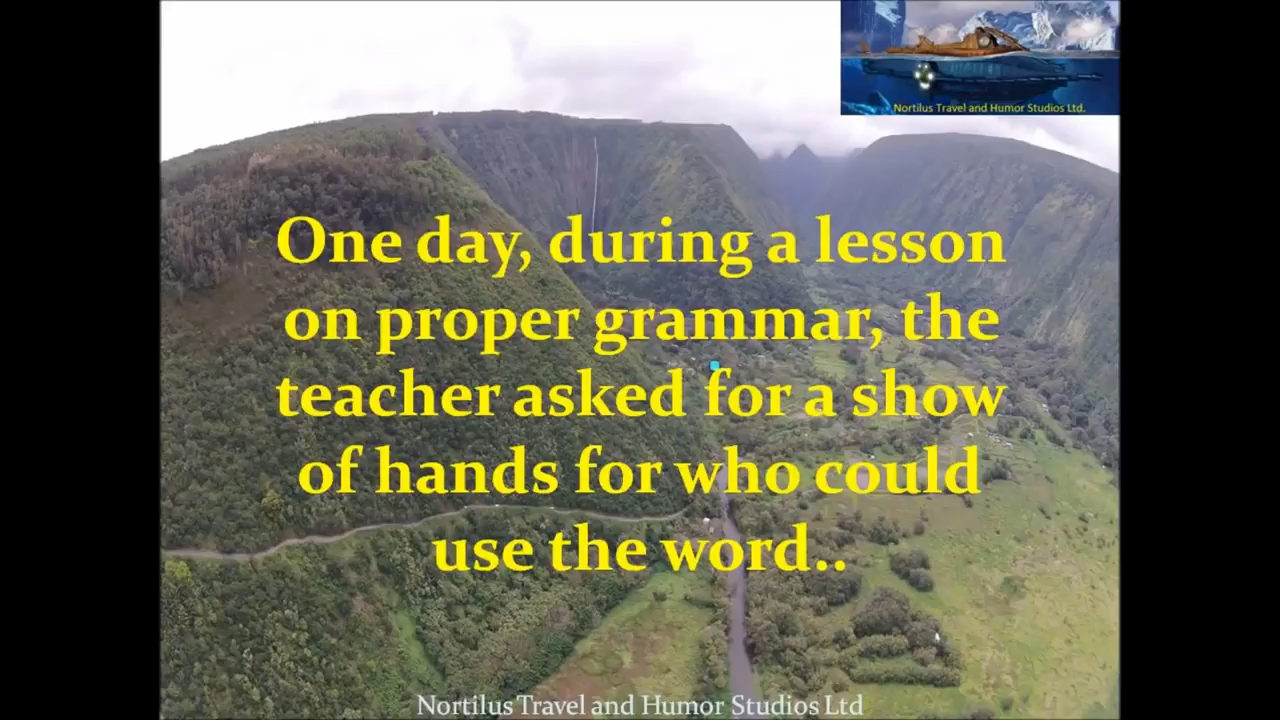 Nortilus Travel and Humor Studios Ltd.
One day, during a lesson
on proper grammar, the
teacher asked for a show
of hands for who could
use the word..
Nortilus Travel and Humor Studios Ltd